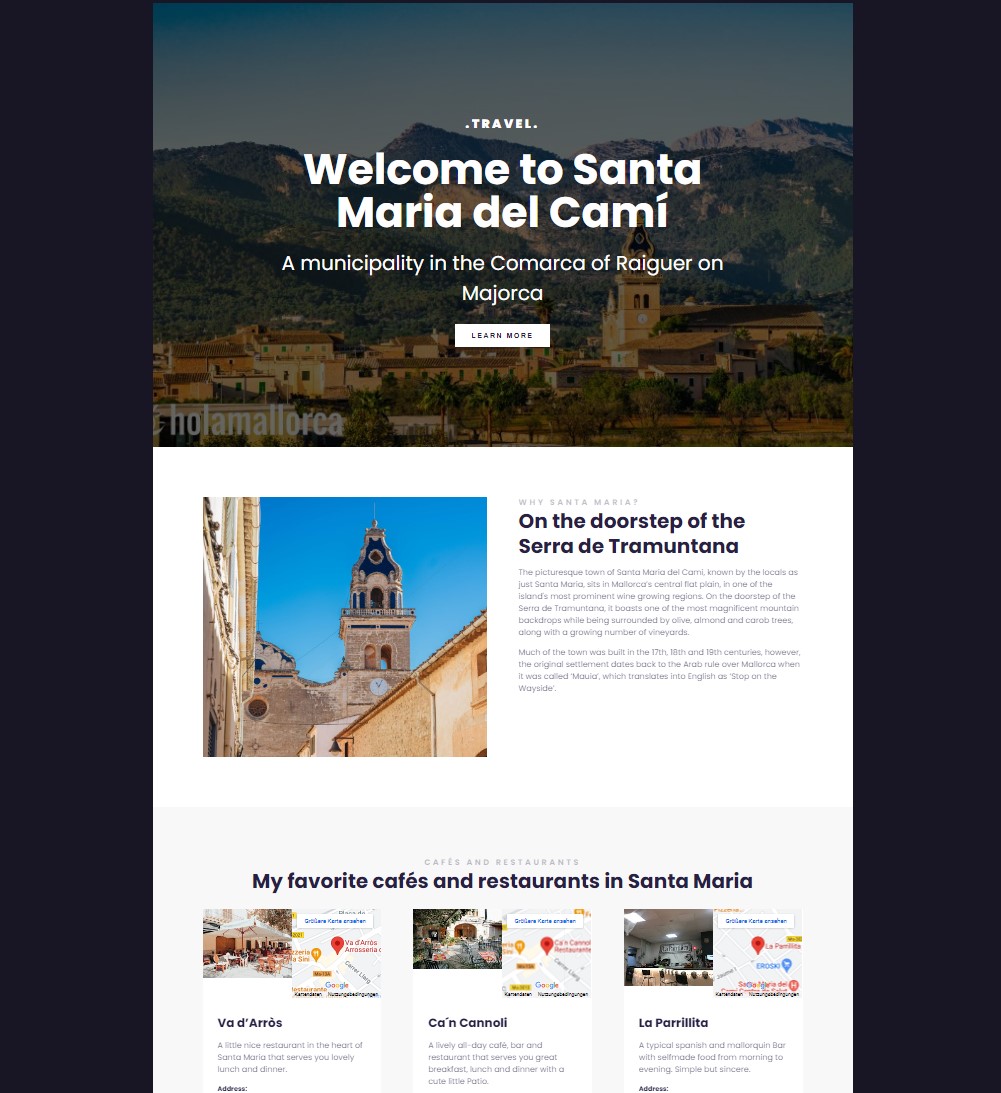 .TRAVEL.
Welcome to Santa
Maria del Camí
A municipality in the Comarca of Raiguer on
Majorca
LEARN MORE
holamallorca
WHY SANTA MARIA?
On the doorstep of the
Serra de Tramuntana
The picturesque town of Santa Maria del Camí, known by the locals as
just Santa Maria, sits in Mallorca's central flat plain, in one of the
island's most prominent wine growing regions. On the doorstep of the
Serra de Tramuntana, it boasts one of the most magnificent mountain
backdrops while being surrounded by olive, almond and carob trees,
along with a growing number of vineyards.
Much of the town was built in the 17th, 18th and 19th centuries, however,
the original settlement dates back to the Arab rule over Mallorca when
it was called 'Mauia', which translates into English as 'Stop on the
Wayside'.
CAFÉS AND RESTAURANTS
My favorite cafés and restaurants in Santa Maria
Größere Karte ansehen
Va d'Arròs
Arrosseria
Carrer Llarg
Google
Kartendaten Nutzungsbedingungen
Größere Karte ansehen
Ca'n Cannoli
Restaurante
Carrer Llarg
Google
Kartendaten Nutzungsbedingungen
Größere Karte ansehen
La Parrillita
EROSKI
Google
Kartendaten Nutzungsbedingungen
Va d’Arròs
A little nice restaurant in the heart of
Santa Maria that serves you lovely
lunch and dinner.
Address:
Ca´n Cannoli
A lively all-day café, bar and
restaurant that serves you great
breakfast, lunch and dinner with a
cute little Patio.
La Parrillita
A typical spanish and mallorquin Bar
with selfmade food from morning to
evening. Simple but sincere.
Address: